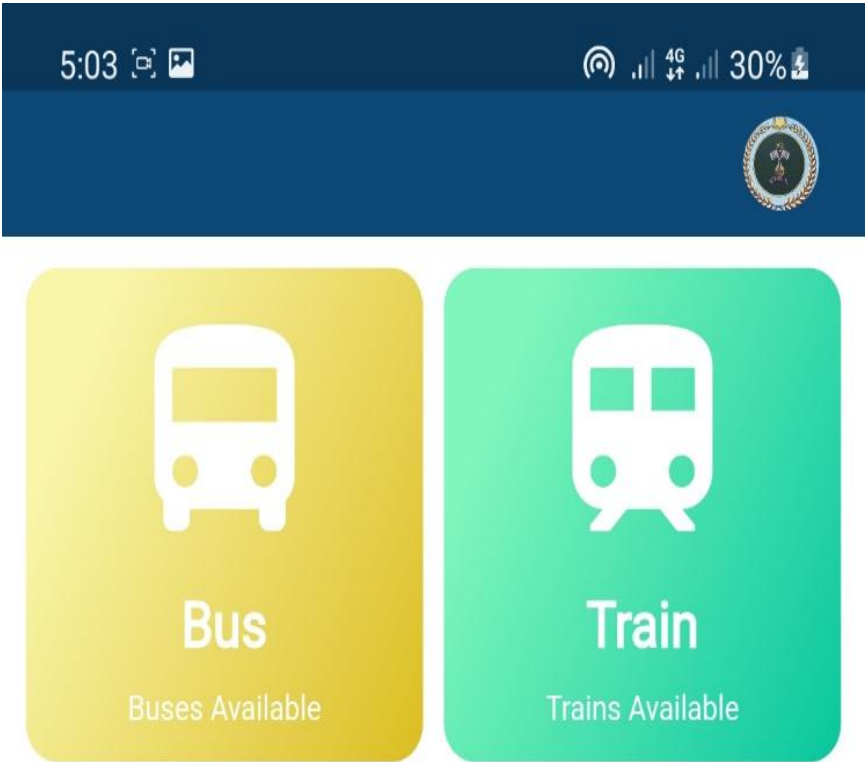 5:03 4G 30%
Bus
Buses Available
Train
Trains Available